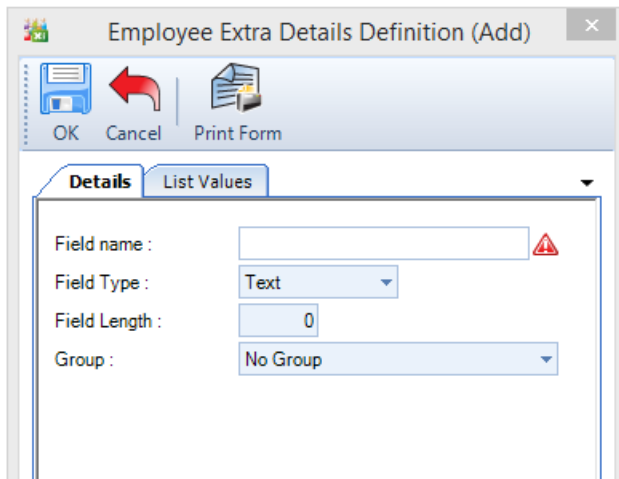 Employee Extra Details Definition (Add)
OK Cancel Print Form
Details List Values
Field name :
Field Type : Text
Field Length : 0
Group : No Group